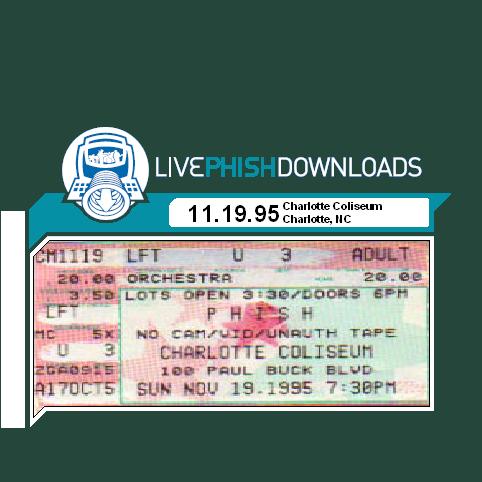 LIVEPHISHDOWNLOADS
11.19.95 Charlotte Coliseum
Charlotte, NC
CM1119 LFT U 3 ADULT
20.00 ORCHESTRA 20.00
3.50 LOTS OPEN 3:30/DOORS 6PM
LFT P H I S H
MC 5X NO CAM/VID/UNAUTH TAPE
U 3 CHARLOTTE COLISEUM
ZGA0915 100 PAUL BUCK BLVD
A17OCT5 SUN NOV 19.1995 7:30PM